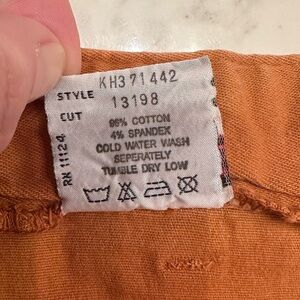 STYLE KH371442
CUT 13198
96% COTTON
4% SPANDEX
COLD WATER WASH
SEPERATELY
TUMBLE DRY LOW
RN 11124